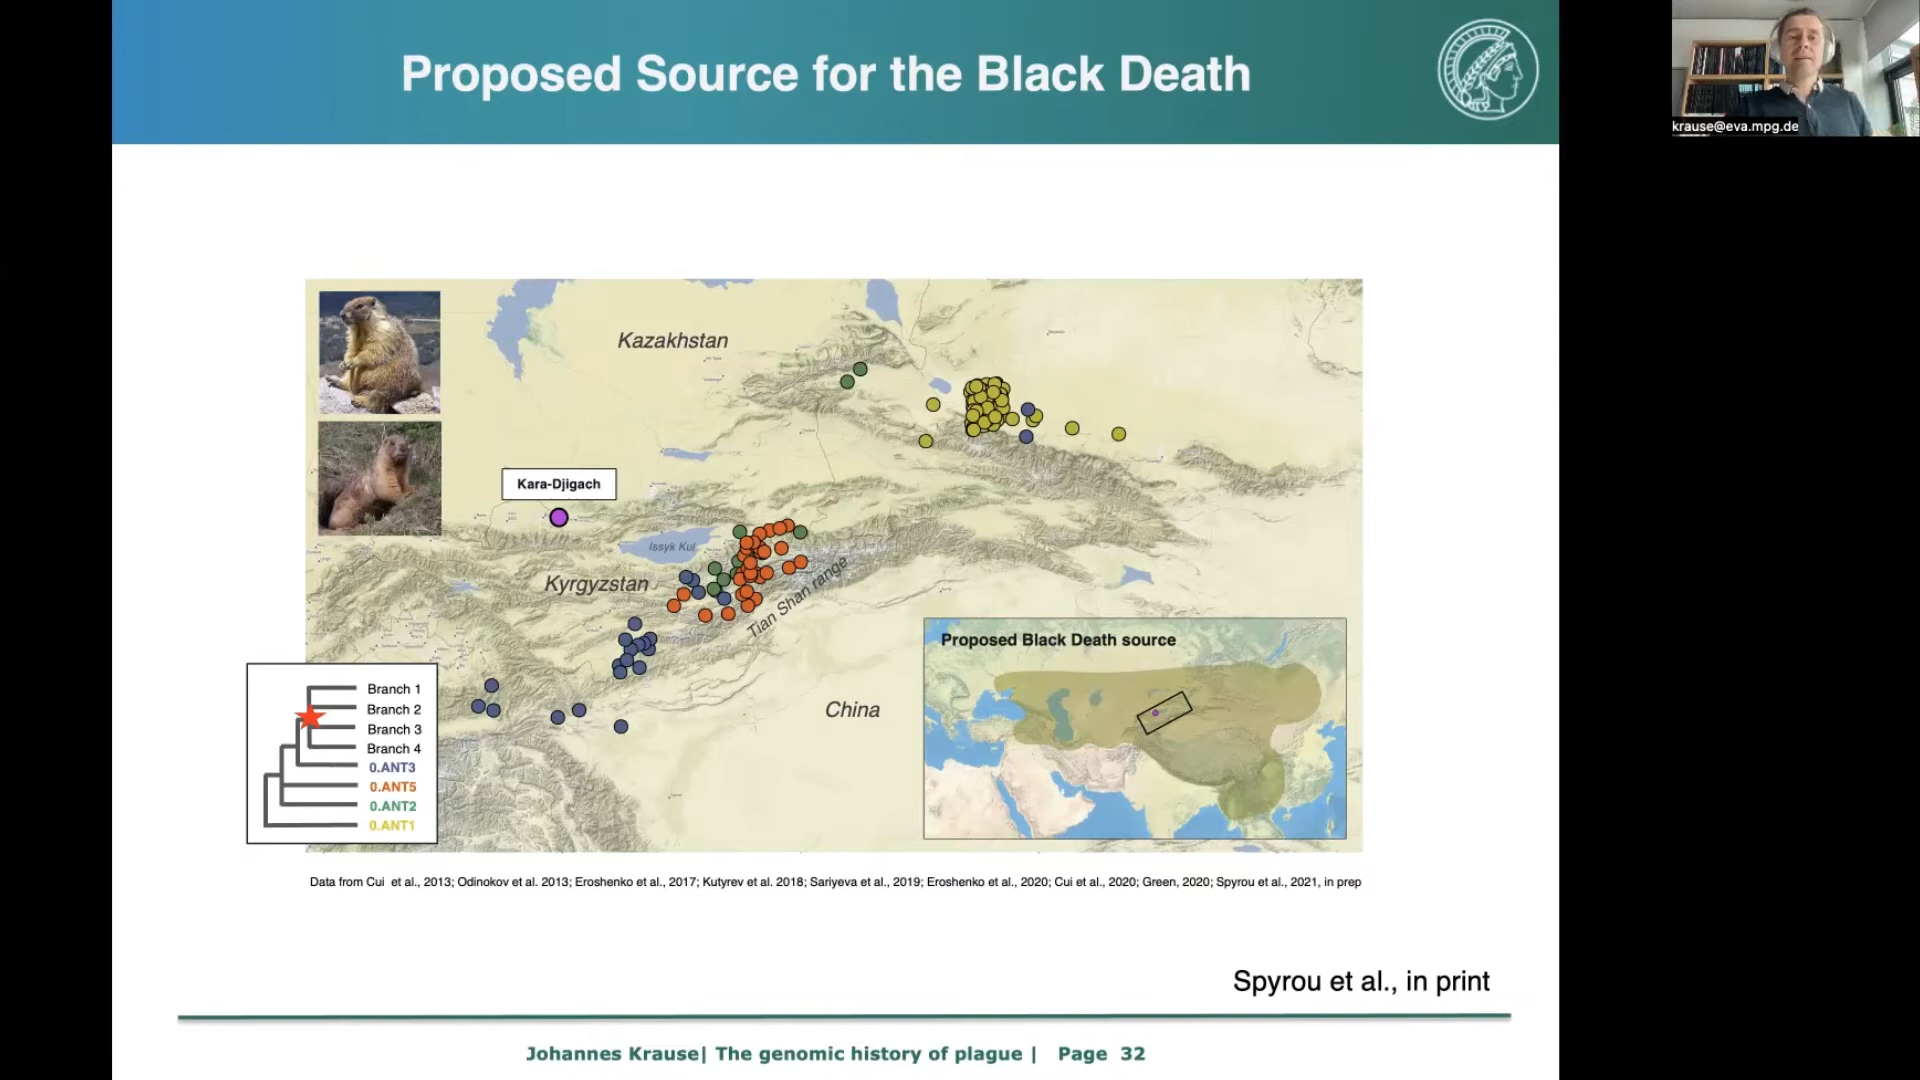 Proposed Source for the Black Death
krause@eva.mpg.de
Kazakhstan
Kara-Djigach
Issyk Kul
Kyrgyzstan
Tian Shan range
China
Proposed Black Death source
Branch 1
Branch 2
Branch 3
Branch 4
0.ANT3
0.ANT5
0.ANT2
0.ANT1
Data from Cui et al., 2013; Odinokov et al. 2013; Eroshenko et al., 2017; Kutyrev et al. 2018; Sariyeva et al., 2019; Eroshenko et al., 2020; Cui et al., 2020; Green, 2020; Spyrou et al., 2021, in prep
Spyrou et al., in print
Johannes Krause| The genomic history of plague | Page 32